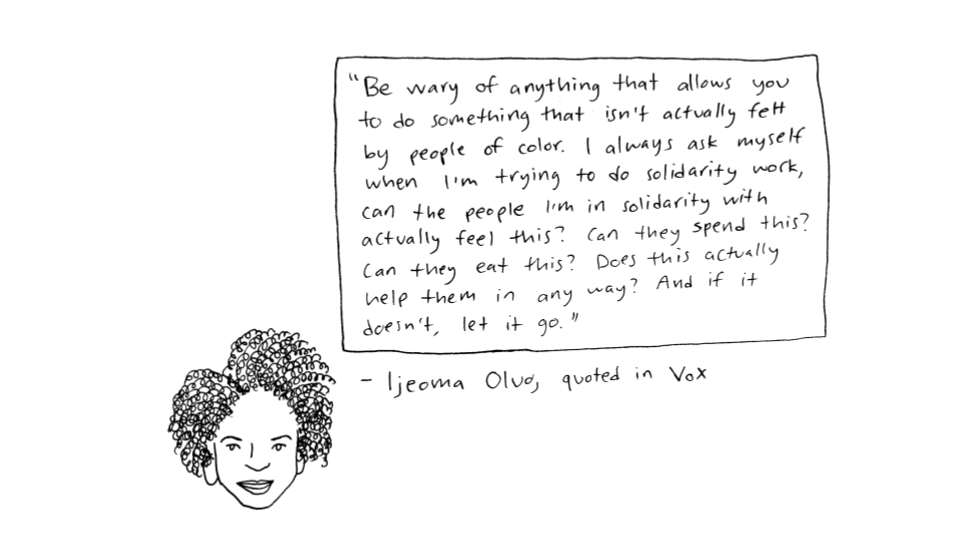 "Be wary of anything that allows you
to do something that isn't actually felt
by people of color. I always ask myself
when I'm trying to do solidarity work,
can the people I'm in solidarity with
actually feel this? Can they spend this?
Can they eat this? Does this actually
help them in any way? And if it
doesn't, let it go."
- Ijeoma Oluo, quoted in Vox